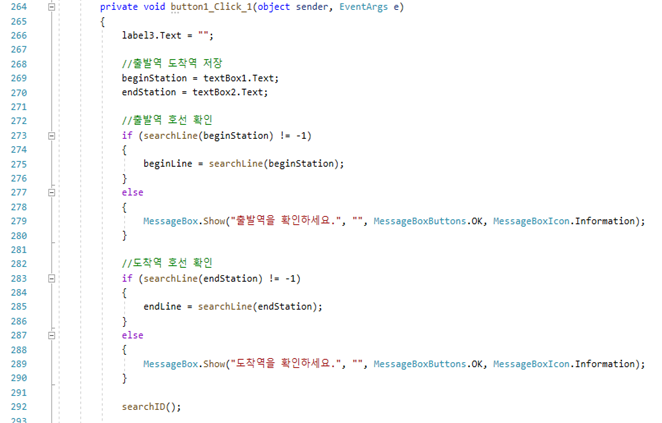 264 private void button1_Click_1(object sender, EventArgs e)
265 {
266 label3.Text = "";
267
268 //출발역 도착역 저장
269 beginStation = textBox1.Text;
270 endStation = textBox2.Text;
271
272 //출발역 호선 확인
273 if (searchLine(beginStation) != -1)
274 {
275 beginLine = searchLine(beginStation);
276 }
277 else
278 {
279 MessageBox.Show("출발역을 확인하세요.", "", MessageBoxButtons.OK, MessageBoxIcon.Information);
280 }
281
282 //도착역 호선 확인
283 if (searchLine(endStation) != -1)
284 {
285 endLine = searchLine(endStation);
286 }
287 else
288 {
289 MessageBox.Show("도착역을 확인하세요.", "", MessageBoxButtons.OK, MessageBoxIcon.Information);
290 }
291
292 searchID();
293